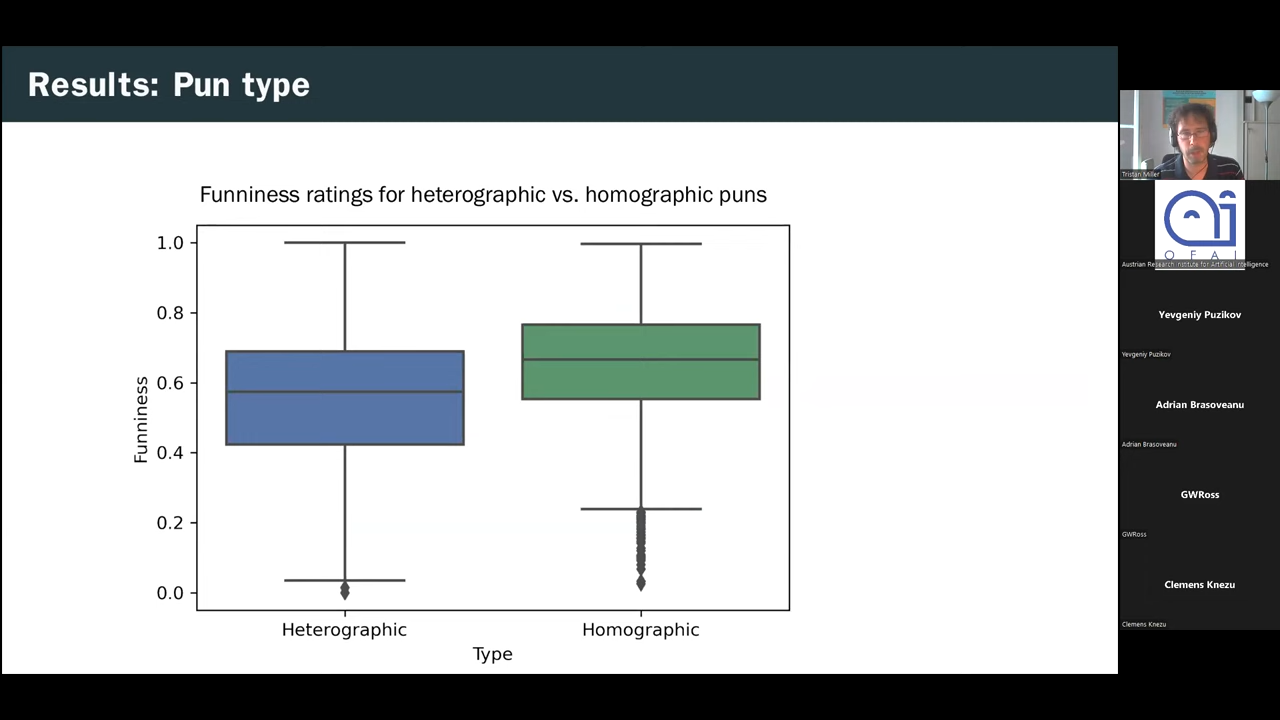 Results: Pun type
Funniness ratings for heterographic vs. homographic puns
1.0
0.8
0.6
0.4
0.2
0.0
Funniness
Heterographic
Homographic
Type
Tristan Miller
ai
O F A I
Austrian Research Institute for Artificial Intelligence
Yevgeniy Puzikov
Yevgeniy Puzikov
Adrian Brasoveanu
Adrian Brasoveanu
GWRoss
GWRoss
Clemens Knezu
Clemens Knezu